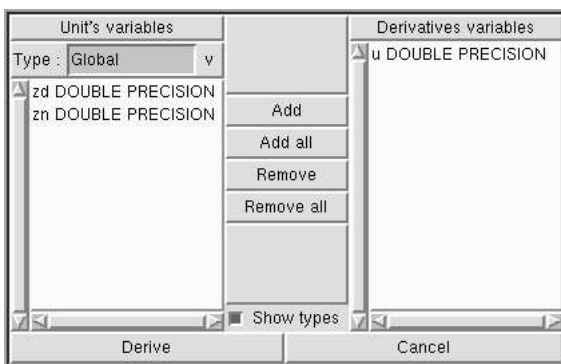 Unit's variables
Type : Global v
zd DOUBLE PRECISION
zn DOUBLE PRECISION
Add
Add all
Remove
Remove all
Show types
Derivatives variables
u DOUBLE PRECISION
Derive
Cancel